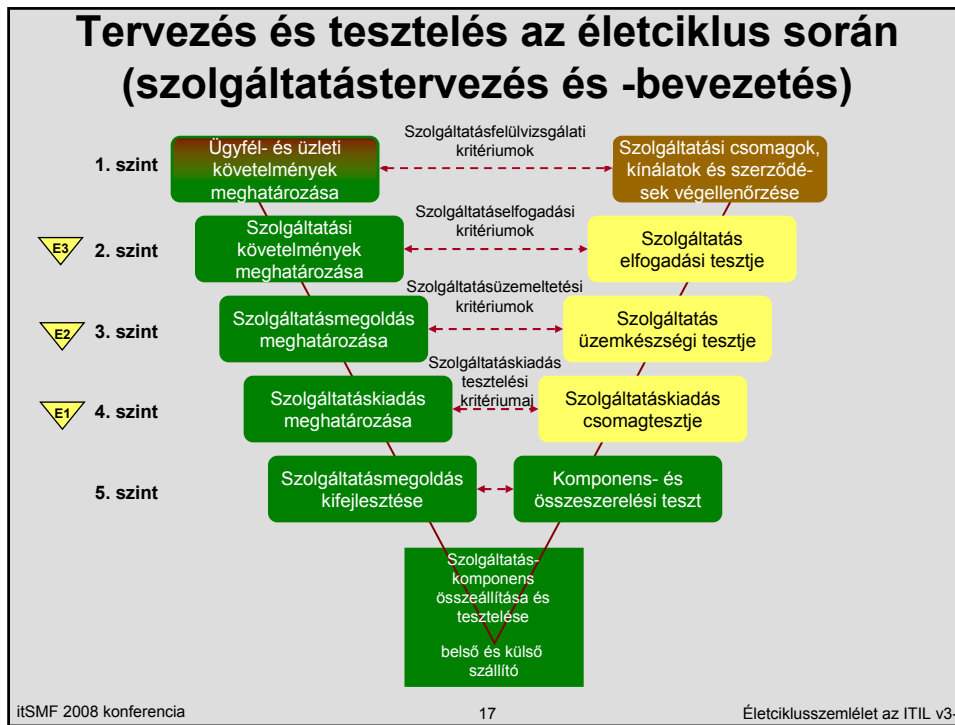 Tervezés és tesztelés az életciklus során
(szolgáltatástervezés és -bevezetés)
1. szint
Ügyfél- és üzleti
követelmények
meghatározása
Szolgáltatásfelülvizsgálati
kritériumok
Szolgáltatási csomagok,
kínálatok és szerződé-
sek végellenőrzése
E3
2. szint
Szolgáltatási
követelmények
meghatározása
Szolgáltatáselfogadási
kritériumok
Szolgáltatás
elfogadási tesztje
E2
3. szint
Szolgáltatásmegoldás
meghatározása
Szolgáltatásüzemeltetési
kritériumok
Szolgáltatás
üzemkészségi tesztje
E1
4. szint
Szolgáltatáskiadás
meghatározása
Szolgáltatáskiadás
tesztelési
kritériumai
Szolgáltatáskiadás
csomagtesztje
5. szint
Szolgáltatásmegoldás
kifejlesztése
Komponens- és
összeszerelési teszt
Szolgáltatás-
komponens
összeállítása és
tesztelése
belső és külső
szállító
itSMF 2008 konferencia
17
Életciklusszemlélet az ITIL v3-